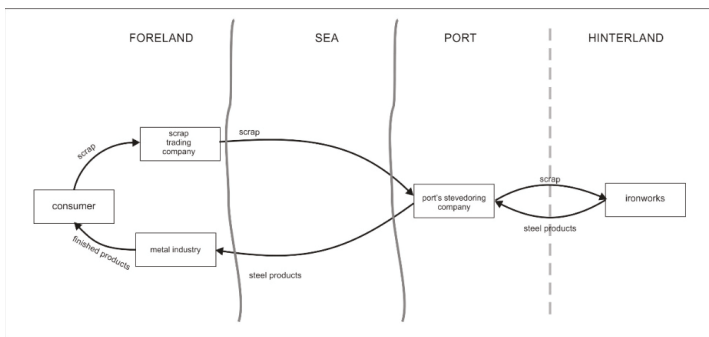 FORELAND
SEA
PORT
HINTERLAND
scrap
trading
company
scrap
scrap
consumer
port's stevedoring
company
scrap
ironworks
steel products
finished products
metal industry
steel products